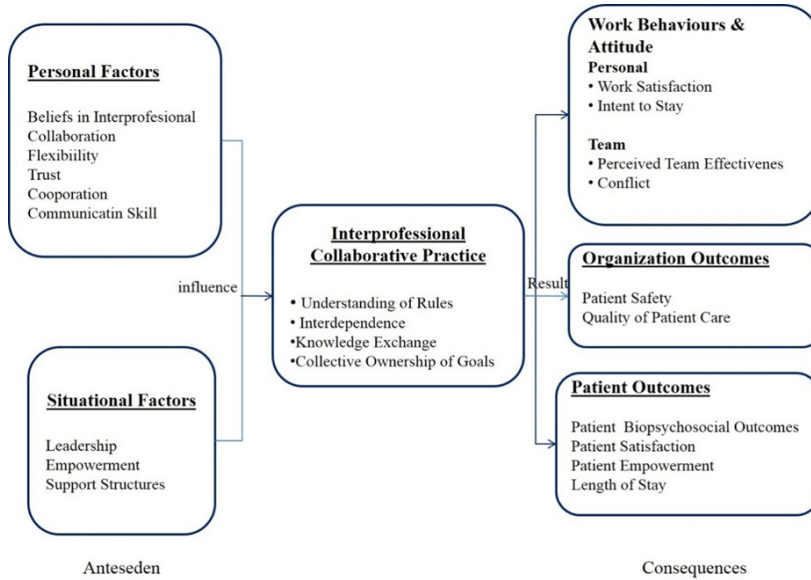 Personal Factors
Beliefs in Interprofesional
Collaboration
Flexibiility
Trust
Cooporation
Communicatin Skill
Situational Factors
Leadership
Empowerment
Support Structures
Anteseden
influence
Interprofessional
Collaborative Practice
• Understanding of Rules
• Interdependence
•Knowledge Exchange
•Collective Ownership of Goals
Result
Work Behaviours &
Attitude
Personal
• Work Satisfaction
• Intent to Stay
Team
• Perceived Team Effectivenes
• Conflict
Organization Outcomes
Patient Safety
Quality of Patient Care
Patient Outcomes
Patient Biopsychosocial Outcomes
Patient Satisfaction
Patient Empowerment
Length of Stay
Consequences